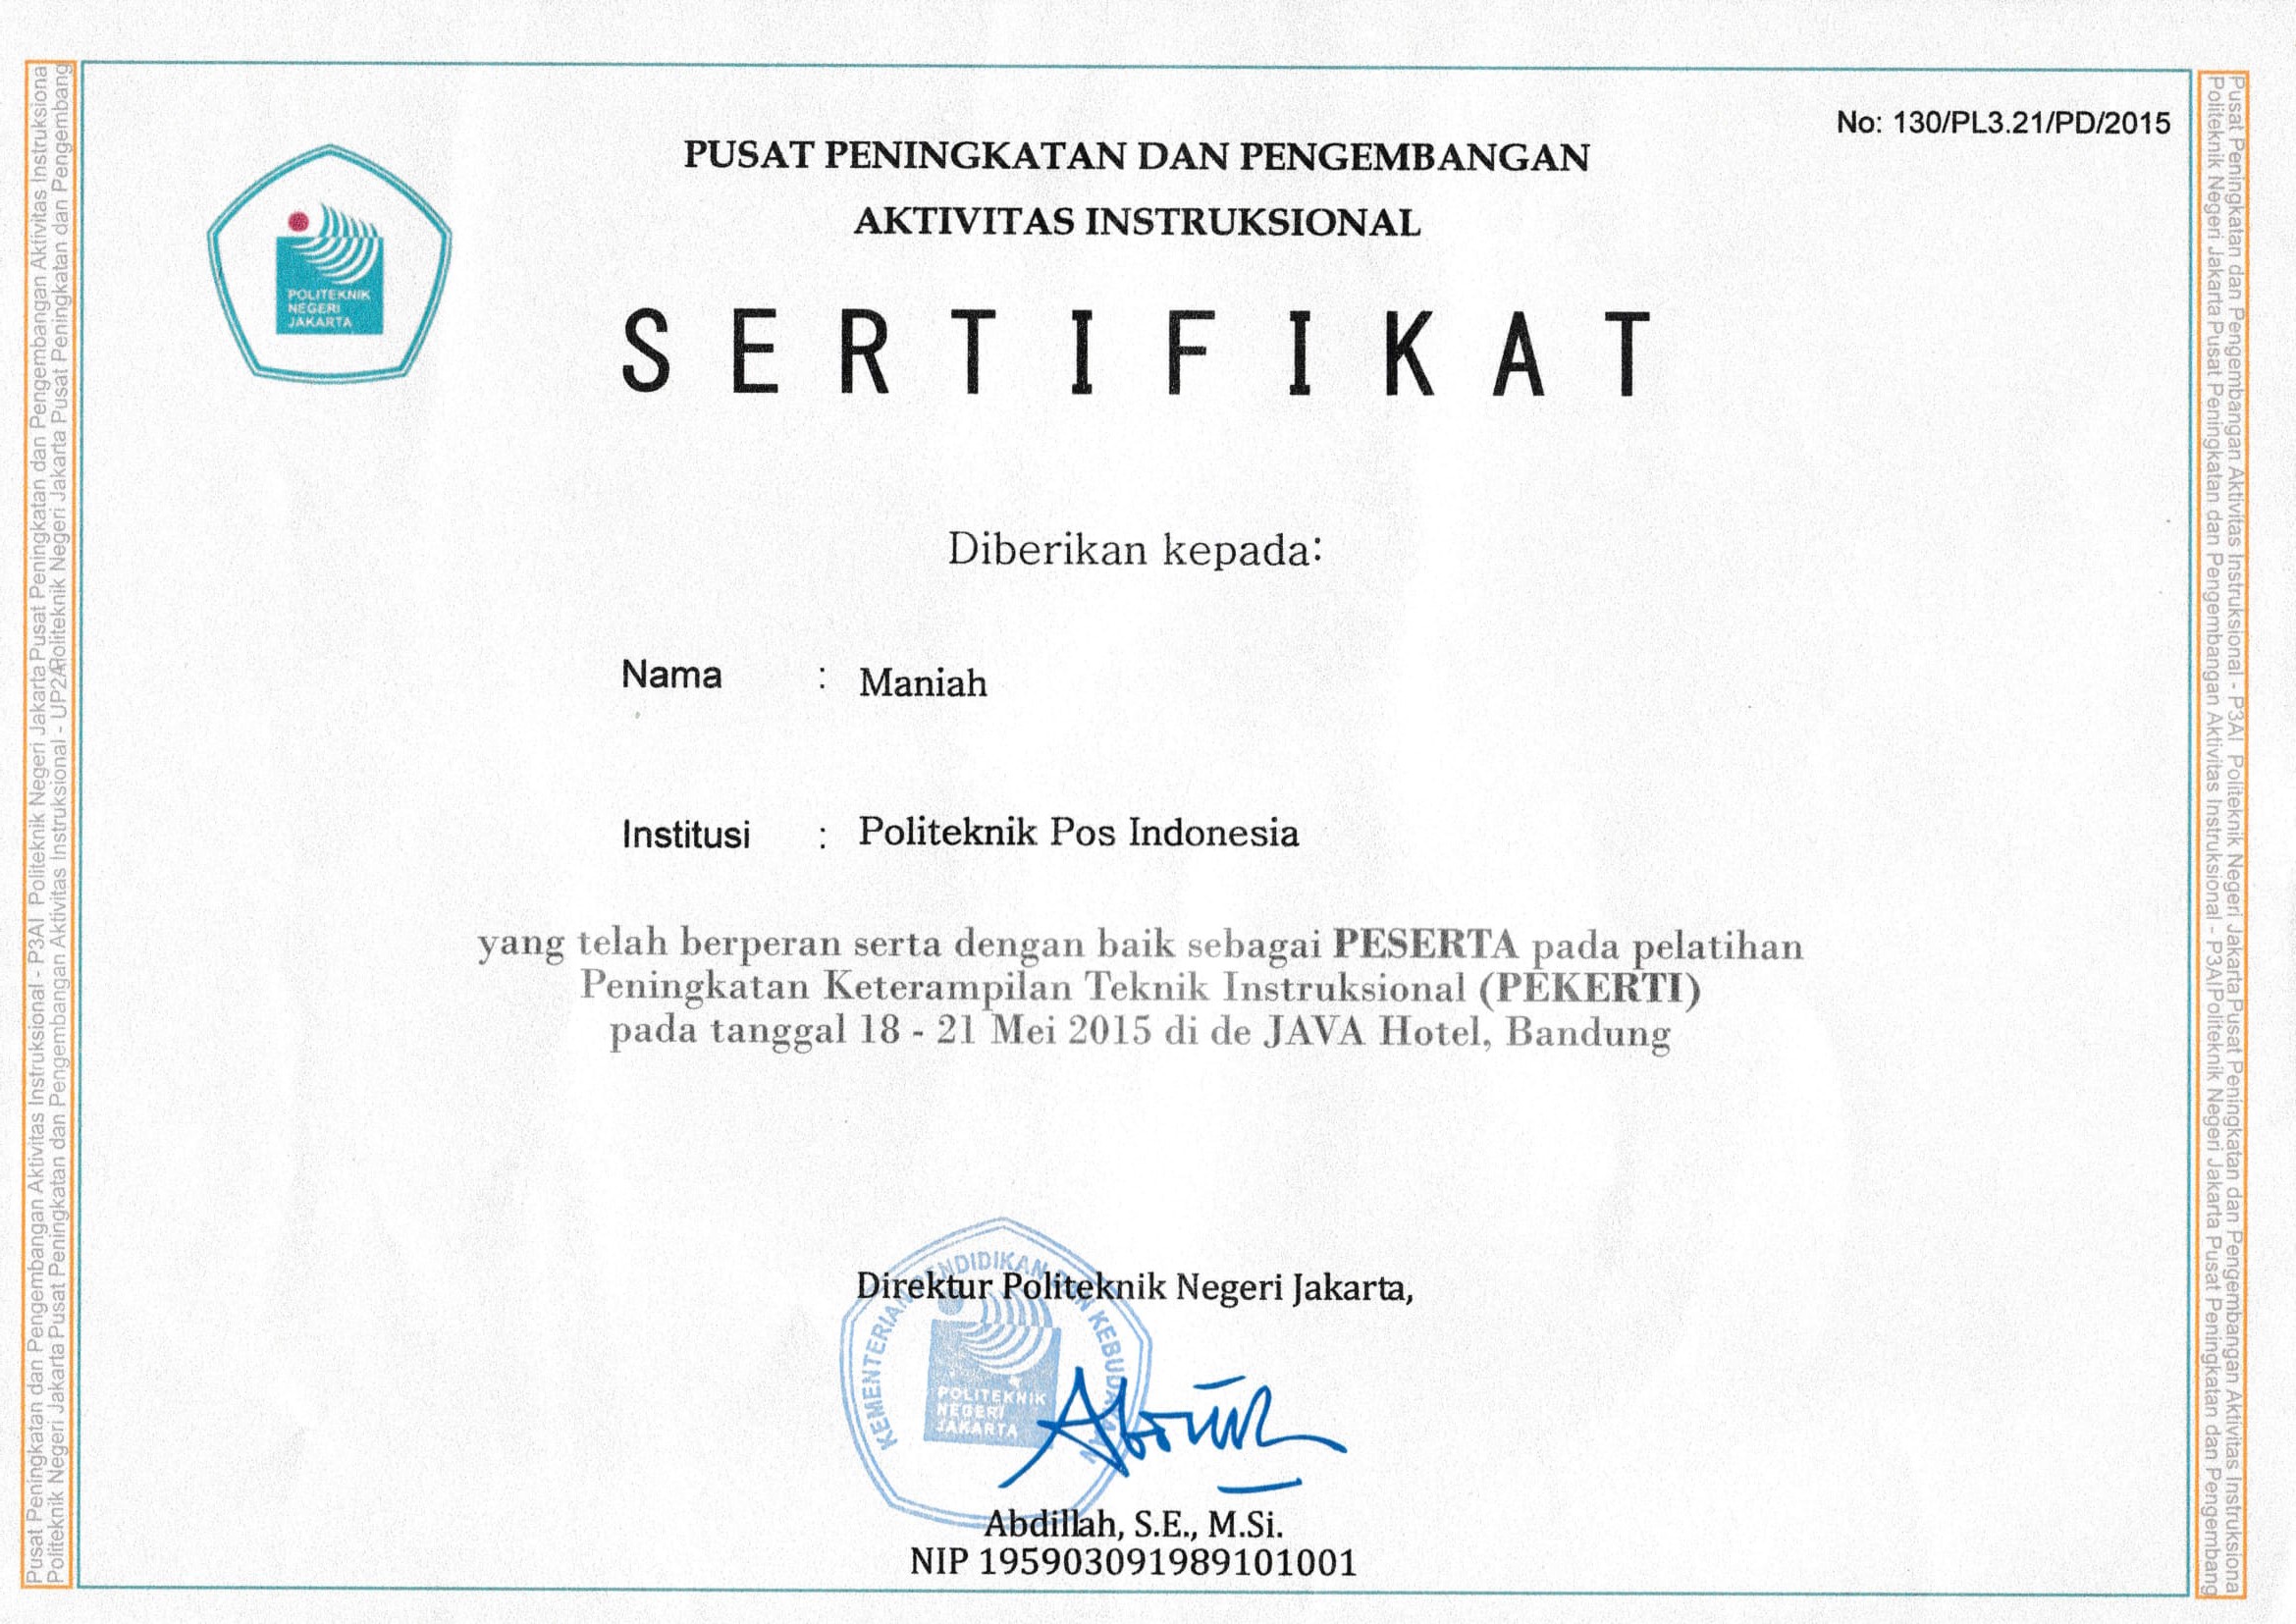 No: 130/PL3.21/PD/2015
PUSAT PENINGKATAN DAN PENGEMBANGAN
AKTIVITAS INSTRUKSIONAL
POLITEKNIK
NEGERI
JAKARTA
SERTIFIKAT
Diberikan kepada:
Nama : Maniah
Institusi : Politeknik Pos Indonesia
yang telah berperan serta dengan baik sebagai PESERTA pada pelatihan
Peningkatan Keterampilan Teknik Instruksional (PEKERTI)
pada tanggal 18 - 21 Mei 2015 di de JAVA Hotel, Bandung
Direktur Politeknik Negeri Jakarta,
KEMENTERIAN PENDIDIKAN DAN KEBUDAYAAN
POLITEKNIK
NEGERI
JAKARTA
Abdillah, S.E., M.Si.
NIP 195903091989101001
Pusat Peningkatan dan Pengembangan Aktivitas Instruksional - P3AI Politeknik Negeri Jakarta Pusat Peningkatan dan Pengembangan Aktivitas Instruksiona
Politeknik Negeri Jakarta Pusat Peningkatan dan Pengembangan Aktivitas Instruksional - UP2AI Politeknik Negeri Jakarta Pusat Peningkatan dan Pengembang
Pusat Peningkatan dan Pengembangan Aktivitas Instruksional - P3AI Politeknik Negeri Jakarta Pusat Peningkatan dan Pengembangan Aktivitas Instruksiona
Politeknik Negeri Jakarta Pusat Peningkatan dan Pengembangan Aktivitas Instruksional - P3AI Politeknik Negeri Jakarta Pusat Peningkatan dan Pengembang